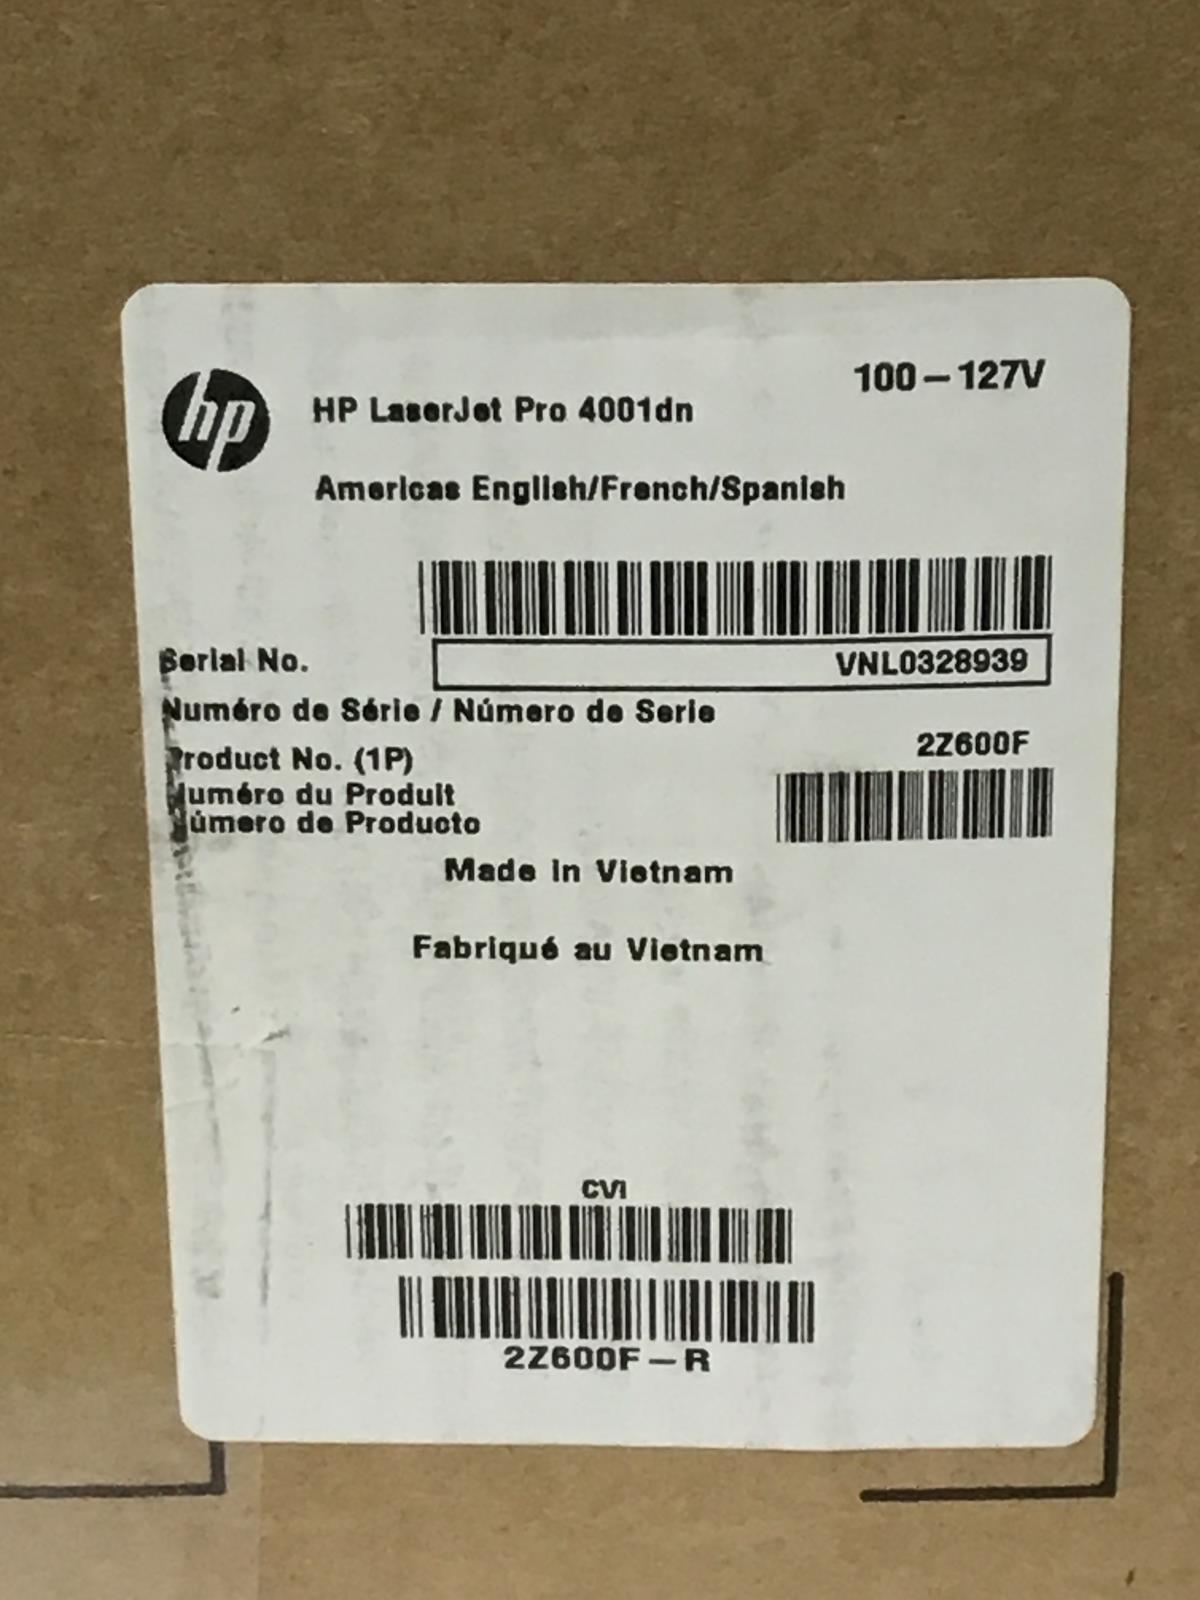 100-127V
hp HP LaserJet Pro 4001dn
Americas English/French/Spanish
Serial No. VNL0328939
Numéro de Série / Número de Serie
Product No. (1P) 2Z600F
Numéro du Produit
Número de Producto
Made in Vietnam
Fabriqué au Vietnam
CVI
2Z600F-R